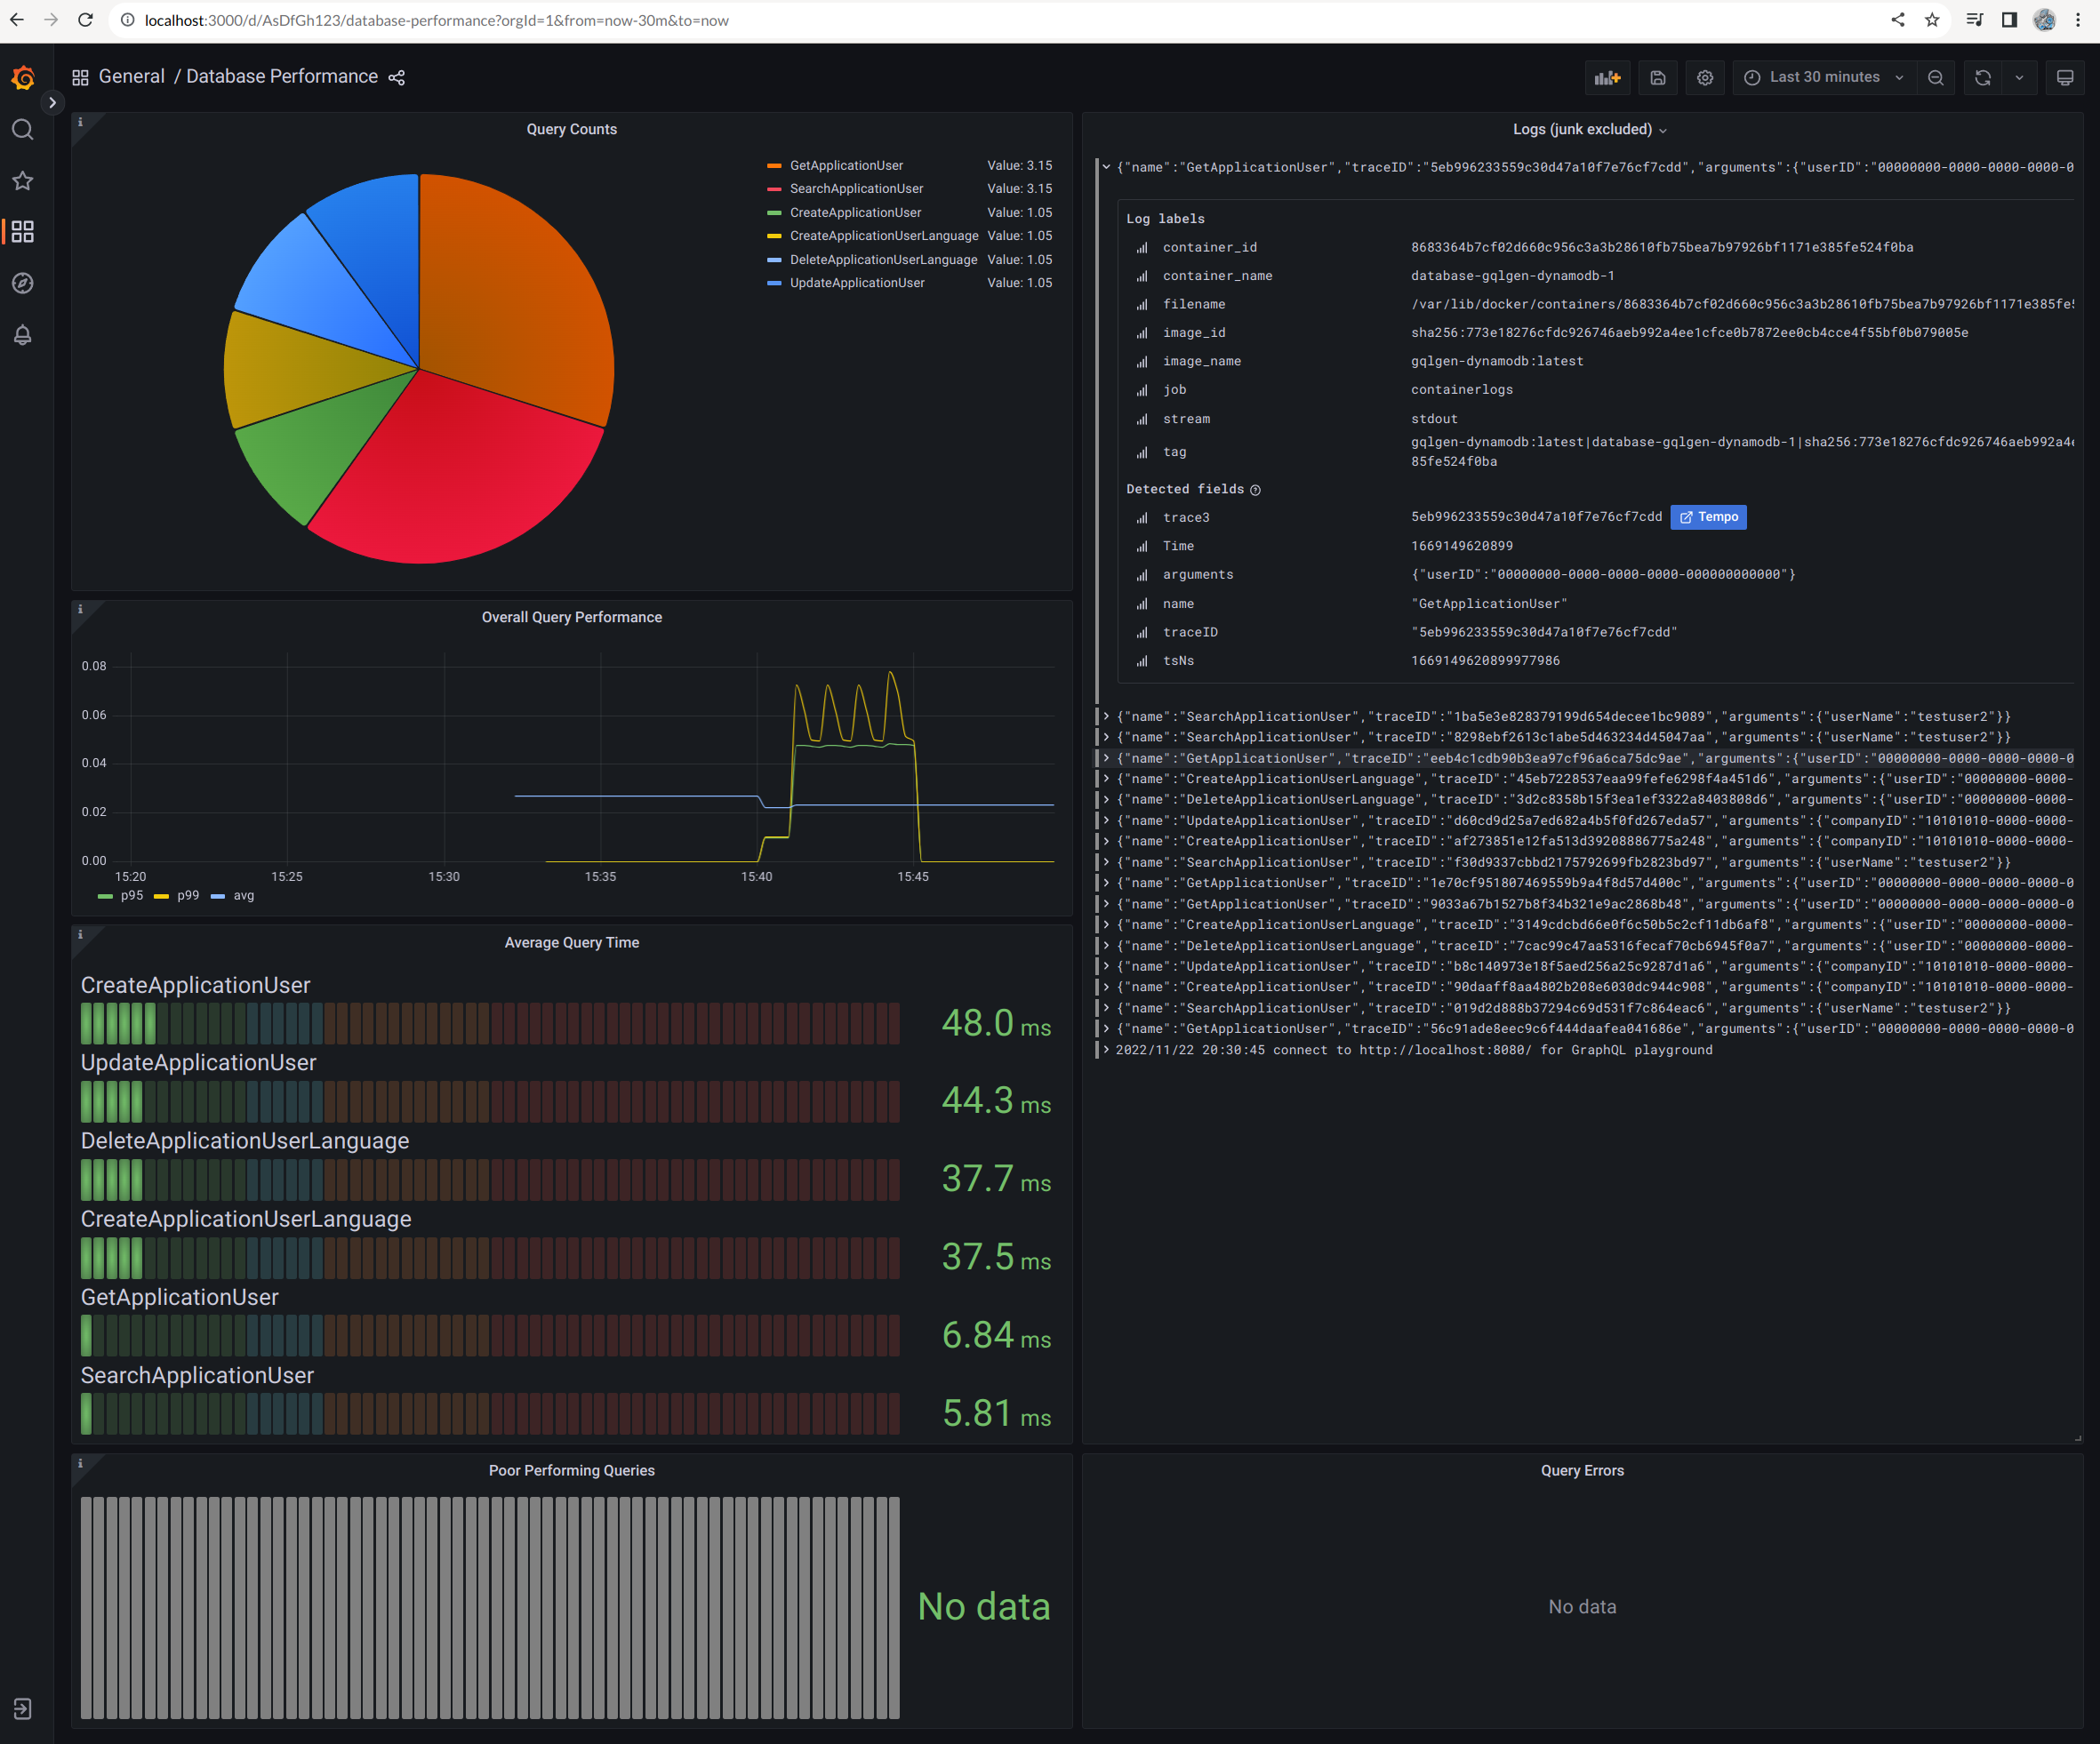 localhost:3000/d/AsDfGh123/database-performance?orgId=1&from=now-30m&to=now
General / Database Performance
Last 30 minutes
Query Counts
GetApplicationUser Value: 3.15
SearchApplicationUser Value: 3.15
CreateApplicationUser Value: 1.05
CreateApplicationUserLanguage Value: 1.05
DeleteApplicationUserLanguage Value: 1.05
UpdateApplicationUser Value: 1.05
Overall Query Performance
0.08
0.06
0.04
0.02
0.00
15:20 15:25 15:30 15:35 15:40 15:45
p95 p99 avg
Average Query Time
CreateApplicationUser
48.0 ms
UpdateApplicationUser
44.3 ms
DeleteApplicationUserLanguage
37.7 ms
CreateApplicationUserLanguage
37.5 ms
GetApplicationUser
6.84 ms
SearchApplicationUser
5.81 ms
Poor Performing Queries
No data
Logs (junk excluded)
{"name":"GetApplicationUser","traceID":"5eb996233559c30d47a10f7e76cf7cdd","arguments":{"userID":"00000000-0000-0000-0000-0
Log labels
container_id 8683364b7cf02d660c956c3a3b28610fb75bea7b97926bf1171e385fe524f0ba
container_name database-gqlgen-dynamodb-1
filename /var/lib/docker/containers/8683364b7cf02d660c956c3a3b28610fb75bea7b97926bf1171e385fe5
image_id sha256:773e18276cfdc926746aeb992a4ee1cfce0b7872ee0cb4cce4f55bf0b079005e
image_name gqlgen-dynamodb:latest
job containerlogs
stream stdout
tag gqlgen-dynamodb:latest|database-gqlgen-dynamodb-1|sha256:773e18276cfdc926746aeb992a4e
85fe524f0ba
Detected fields
trace3 5eb996233559c30d47a10f7e76cf7cdd Tempo
Time 1669149620899
arguments {"userID":"00000000-0000-0000-0000-000000000000"}
name "GetApplicationUser"
traceID "5eb996233559c30d47a10f7e76cf7cdd"
tsNs 1669149620899977986
{"name":"SearchApplicationUser","traceID":"1ba5e3e828379199d654decee1bc9089","arguments":{"userName":"testuser2"}}
{"name":"SearchApplicationUser","traceID":"8298ebf2613c1abe5d463234d45047aa","arguments":{"userName":"testuser2"}}
{"name":"GetApplicationUser","traceID":"eeb4c1cdb90b3ea97cf96a6ca75dc9ae","arguments":{"userID":"00000000-0000-0000-0000-0
{"name":"CreateApplicationUserLanguage","traceID":"45eb7228537eaa99fefe6298f4a451d6","arguments":{"userID":"00000000-0000-
{"name":"DeleteApplicationUserLanguage","traceID":"3d2c8358b15f3ea1ef3322a8403808d6","arguments":{"userID":"00000000-0000-
{"name":"UpdateApplicationUser","traceID":"d60cd9d25a7ed682a4b5f0fd267eda57","arguments":{"companyID":"10101010-0000-0000-
{"name":"CreateApplicationUser","traceID":"af273851e12fa513d39208886775a248","arguments":{"companyID":"10101010-0000-0000-
{"name":"SearchApplicationUser","traceID":"f30d9337cbbd2175792699fb2823bd97","arguments":{"userName":"testuser2"}}
{"name":"GetApplicationUser","traceID":"1e70cf951807469559b9a4f8d57d400c","arguments":{"userID":"00000000-0000-0000-0000-0
{"name":"GetApplicationUser","traceID":"9033a67b1527b8f34b321e9ac2868b48","arguments":{"userID":"00000000-0000-0000-0000-0
{"name":"CreateApplicationUserLanguage","traceID":"3149cdcbd66e0f6c50b5c2cf11db6af8","arguments":{"userID":"00000000-0000-
{"name":"DeleteApplicationUserLanguage","traceID":"7cac99c47aa5316fecaf70cb6945f0a7","arguments":{"userID":"00000000-0000-
{"name":"UpdateApplicationUser","traceID":"b8c140973e18f5aed256a25c9287d1a6","arguments":{"companyID":"10101010-0000-0000-
{"name":"CreateApplicationUser","traceID":"90daaff8aa4802b208e6030dc944c908","arguments":{"companyID":"10101010-0000-0000-
{"name":"SearchApplicationUser","traceID":"019d2d888b37294c69d531f7c864eac6","arguments":{"userName":"testuser2"}}
{"name":"GetApplicationUser","traceID":"56c91ade8eec9c6f444daafea041686e","arguments":{"userID":"00000000-0000-0000-0000-0
2022/11/22 20:30:45 connect to http://localhost:8080/ for GraphQL playground
Query Errors
No data